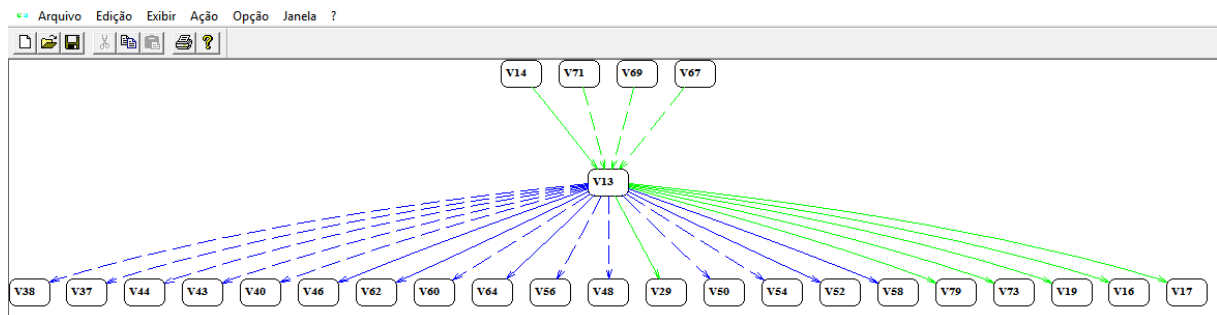 Arquivo Edição Exibir Ação Opção Janela ?
V14 V71 V69 V67
V13
V38 V37 V44 V43 V40 V46 V62 V60 V64 V56 V48 V29 V50 V54 V52 V58 V79 V73 V19 V16 V17